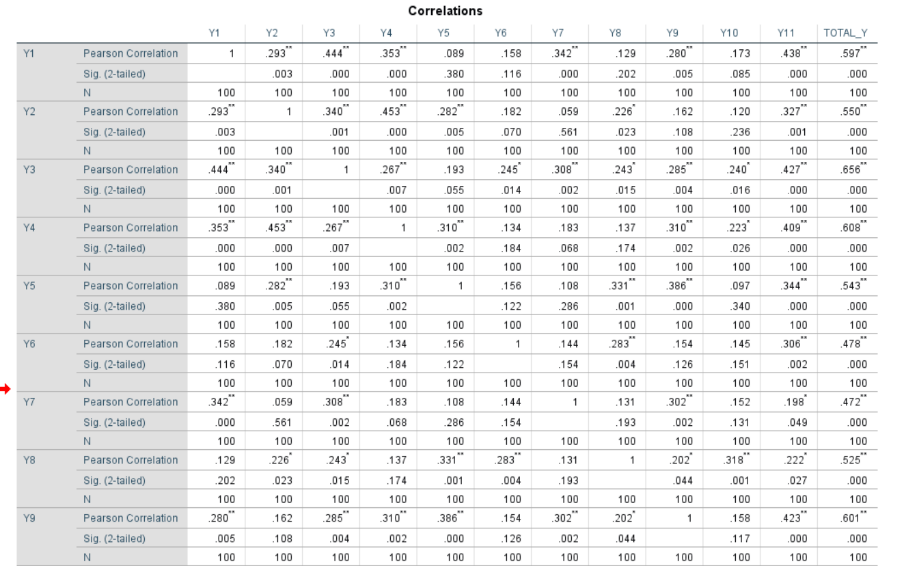 Correlations
Y1 Y2 Y3 Y4 Y5 Y6 Y7 Y8 Y9 Y10 Y11 TOTAL_Y
Y1 Pearson Correlation 1 .293** .444** .353** .089 .158 .342** .129 .280** .173 .438** .597**
Sig. (2-tailed) .003 .000 .000 .380 .116 .000 .202 .005 .085 .000 .000
N 100 100 100 100 100 100 100 100 100 100 100 100
Y2 Pearson Correlation .293** 1 .340** .453** .282** .182 .059 .226* .162 .120 .327** .550**
Sig. (2-tailed) .003 .001 .000 .005 .070 .561 .023 .108 .236 .001 .000
N 100 100 100 100 100 100 100 100 100 100 100 100
Y3 Pearson Correlation .444** .340** 1 .267** .193 .245* .308** .243* .285** .240* .427** .656**
Sig. (2-tailed) .000 .001 .007 .055 .014 .002 .015 .004 .016 .000 .000
N 100 100 100 100 100 100 100 100 100 100 100 100
Y4 Pearson Correlation .353** .453** .267** 1 .310** .134 .183 .137 .310** .223* .409** .608**
Sig. (2-tailed) .000 .000 .007 .002 .184 .068 .174 .002 .026 .000 .000
N 100 100 100 100 100 100 100 100 100 100 100 100
Y5 Pearson Correlation .089 .282** .193 .310** 1 .156 .108 .331** .386** .097 .344** .543**
Sig. (2-tailed) .380 .005 .055 .002 .122 .286 .001 .000 .340 .000 .000
N 100 100 100 100 100 100 100 100 100 100 100 100
Y6 Pearson Correlation .158 .182 .245* .134 .156 1 .144 .283** .154 .145 .306** .478**
Sig. (2-tailed) .116 .070 .014 .184 .122 .154 .004 .126 .151 .002 .000
N 100 100 100 100 100 100 100 100 100 100 100 100
Y7 Pearson Correlation .342** .059 .308** .183 .108 .144 1 .131 .302** .152 .198* .472**
Sig. (2-tailed) .000 .561 .002 .068 .286 .154 .193 .002 .131 .049 .000
N 100 100 100 100 100 100 100 100 100 100 100 100
Y8 Pearson Correlation .129 .226* .243* .137 .331** .283** .131 1 .202* .318** .222* .525**
Sig. (2-tailed) .202 .023 .015 .174 .001 .004 .193 .044 .001 .027 .000
N 100 100 100 100 100 100 100 100 100 100 100 100
Y9 Pearson Correlation .280** .162 .285** .310** .386** .154 .302** .202* 1 .158 .423** .601**
Sig. (2-tailed) .005 .108 .004 .002 .000 .126 .002 .044 .117 .000 .000
N 100 100 100 100 100 100 100 100 100 100 100 100